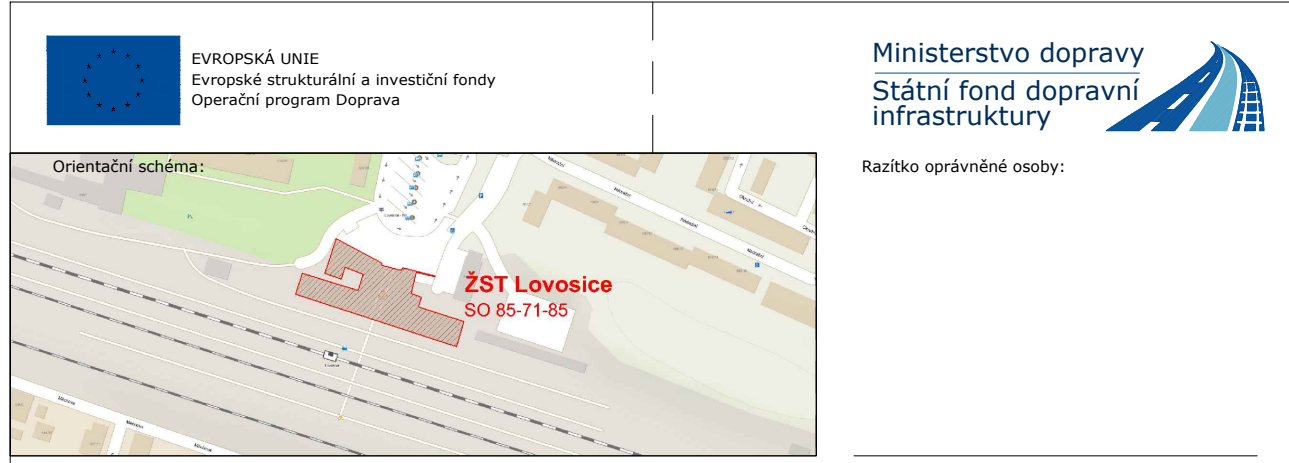 EVROPSKÁ UNIE
Evropské strukturální a investiční fondy
Operační program Doprava
Ministerstvo dopravy
Státní fond dopravní
infrastruktury
Orientační schéma:
Razítko oprávněné osoby:
ŽST Lovosice
SO 85-71-85